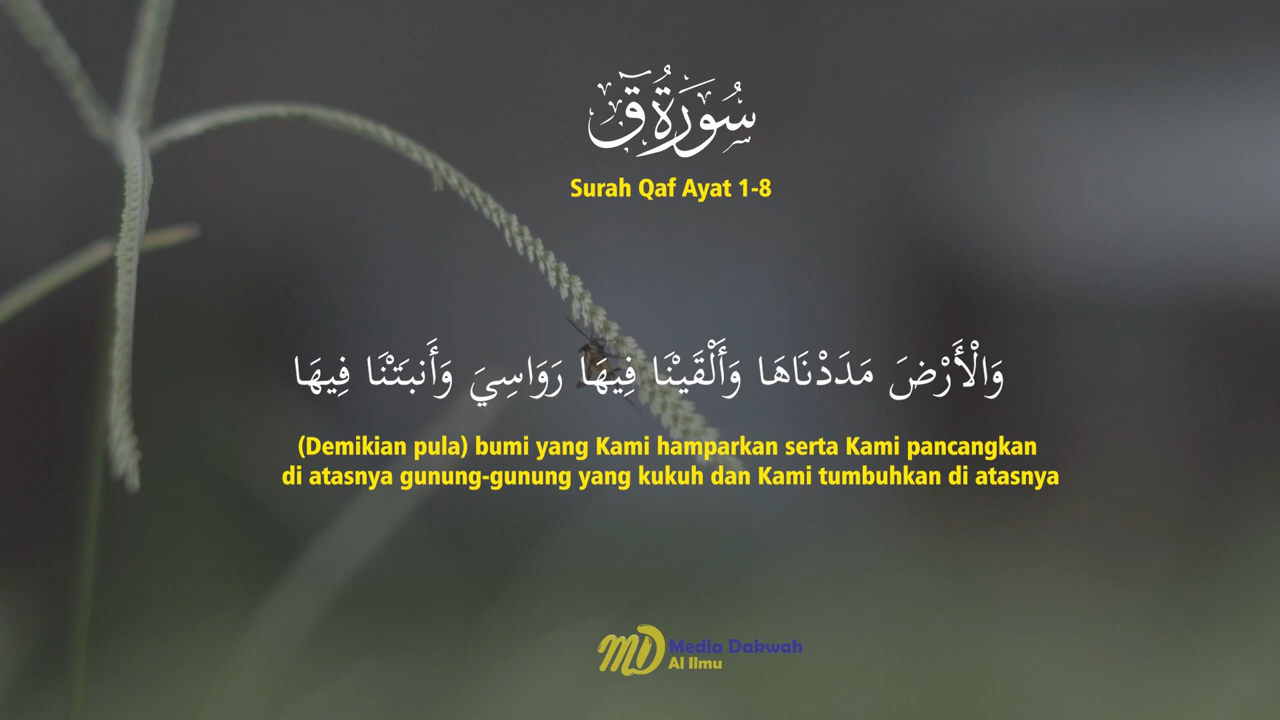 سُورَةُ قٓ
Surah Qaf Ayat 1-8
وَالْأَرْضَ مَدَدْنَاهَا وَأَلْقَيْنَا فِيهَا رَوَاسِيَ وَأَنبَتْنَا فِيهَا
(Demikian pula) bumi yang Kami hamparkan serta Kami pancangkan
di atasnya gunung-gunung yang kukuh dan Kami tumbuhkan di atasnya
MD Media Dakwah
Al Ilmu